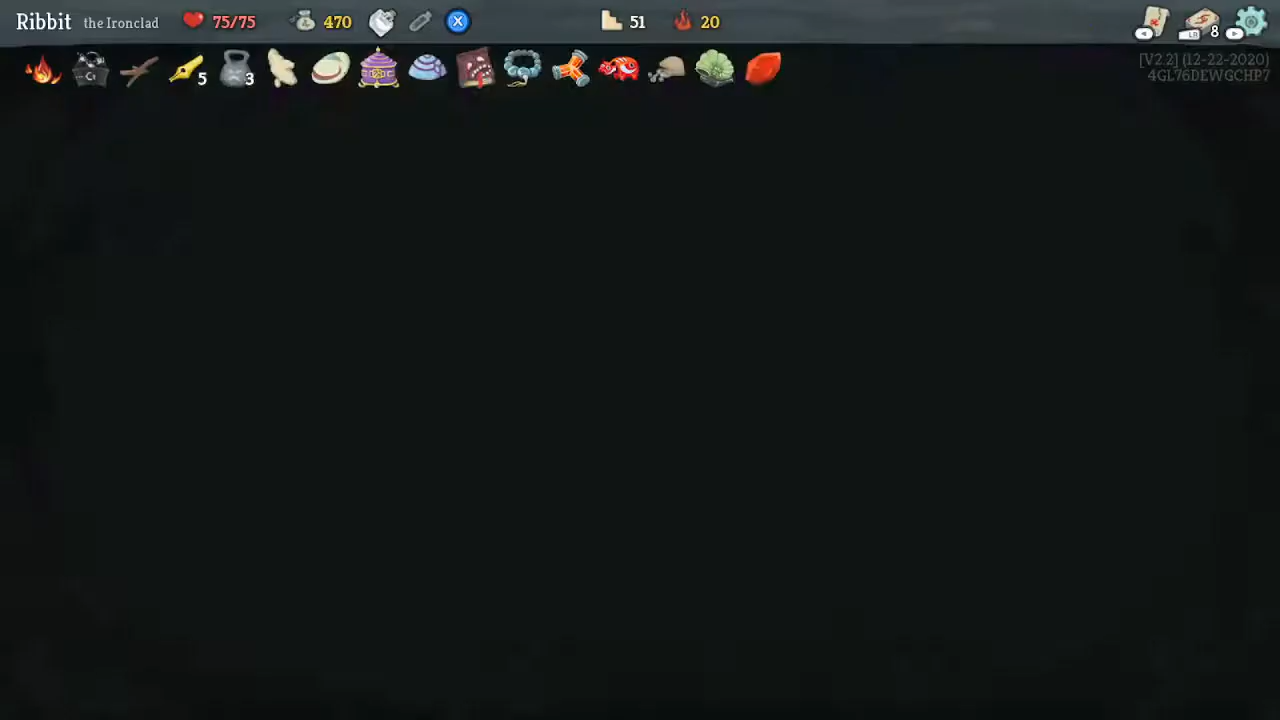 Ribbit the Ironclad 75/75 470 X 51 20 8
5 3
[V2.2] (12-22-2020)
4GL76DEWGCHP7